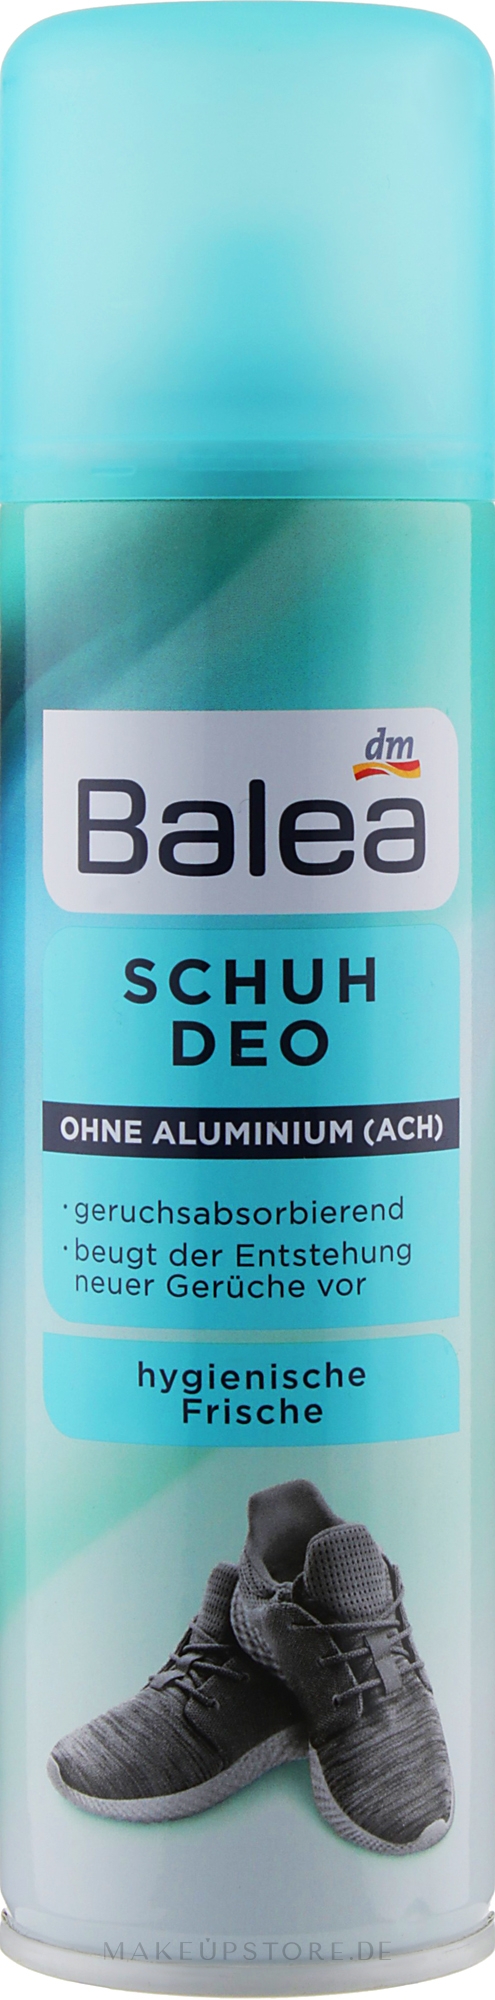 dm
Balea
SCHUH
DEO
OHNE ALUMINIUM (ACH)
· geruchsabsorbierend
· beugt der Entstehung
neuer Gerüche vor
hygienische
Frische
MAKEUPSTORE.DE